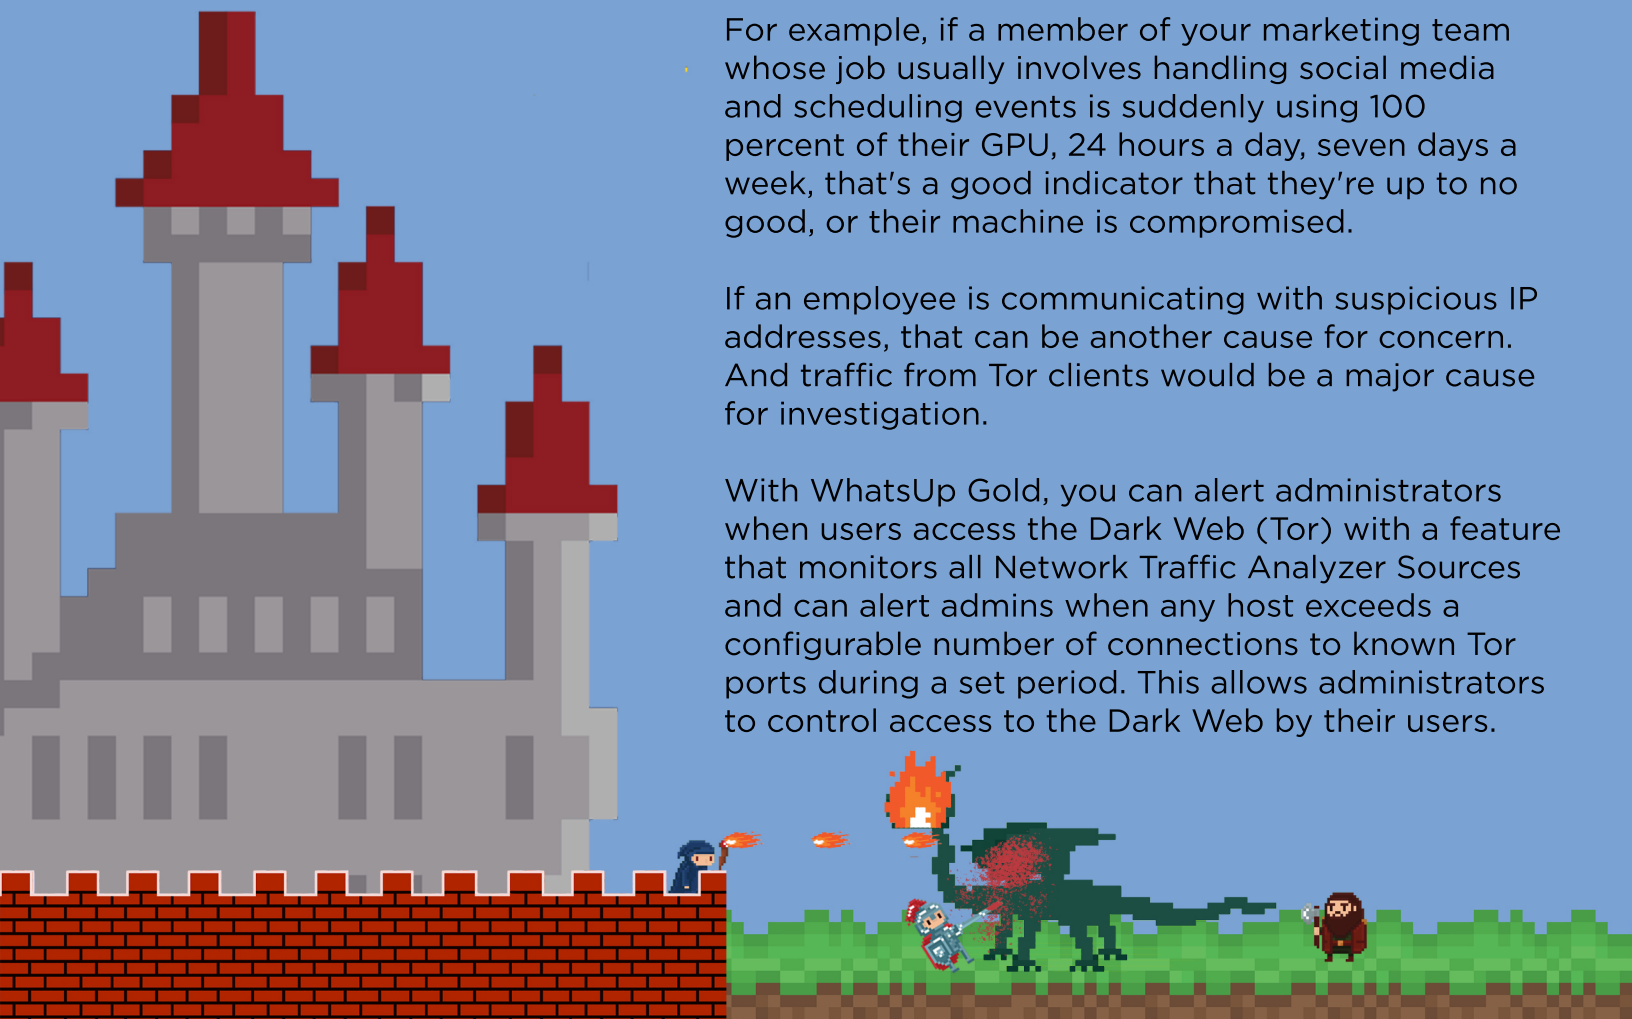 For example, if a member of your marketing team
whose job usually involves handling social media
and scheduling events is suddenly using 100
percent of their GPU, 24 hours a day, seven days a
week, that's a good indicator that they're up to no
good, or their machine is compromised.
If an employee is communicating with suspicious IP
addresses, that can be another cause for concern.
And traffic from Tor clients would be a major cause
for investigation.
With WhatsUp Gold, you can alert administrators
when users access the Dark Web (Tor) with a feature
that monitors all Network Traffic Analyzer Sources
and can alert admins when any host exceeds a
configurable number of connections to known Tor
ports during a set period. This allows administrators
to control access to the Dark Web by their users.